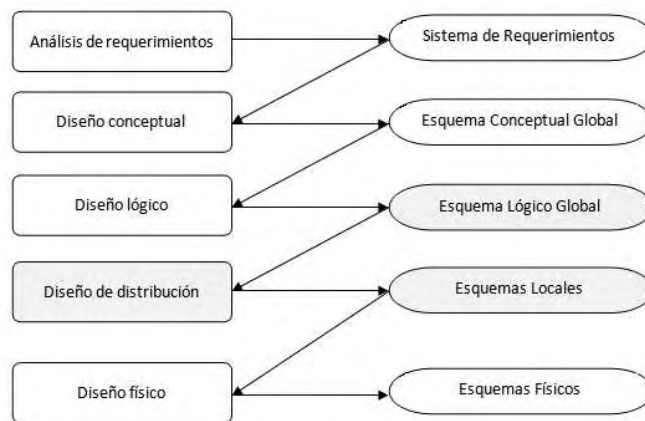 Análisis de requerimientos
Sistema de Requerimientos
Diseño conceptual
Esquema Conceptual Global
Diseño lógico
Esquema Lógico Global
Diseño de distribución
Esquemas Locales
Diseño físico
Esquemas Físicos